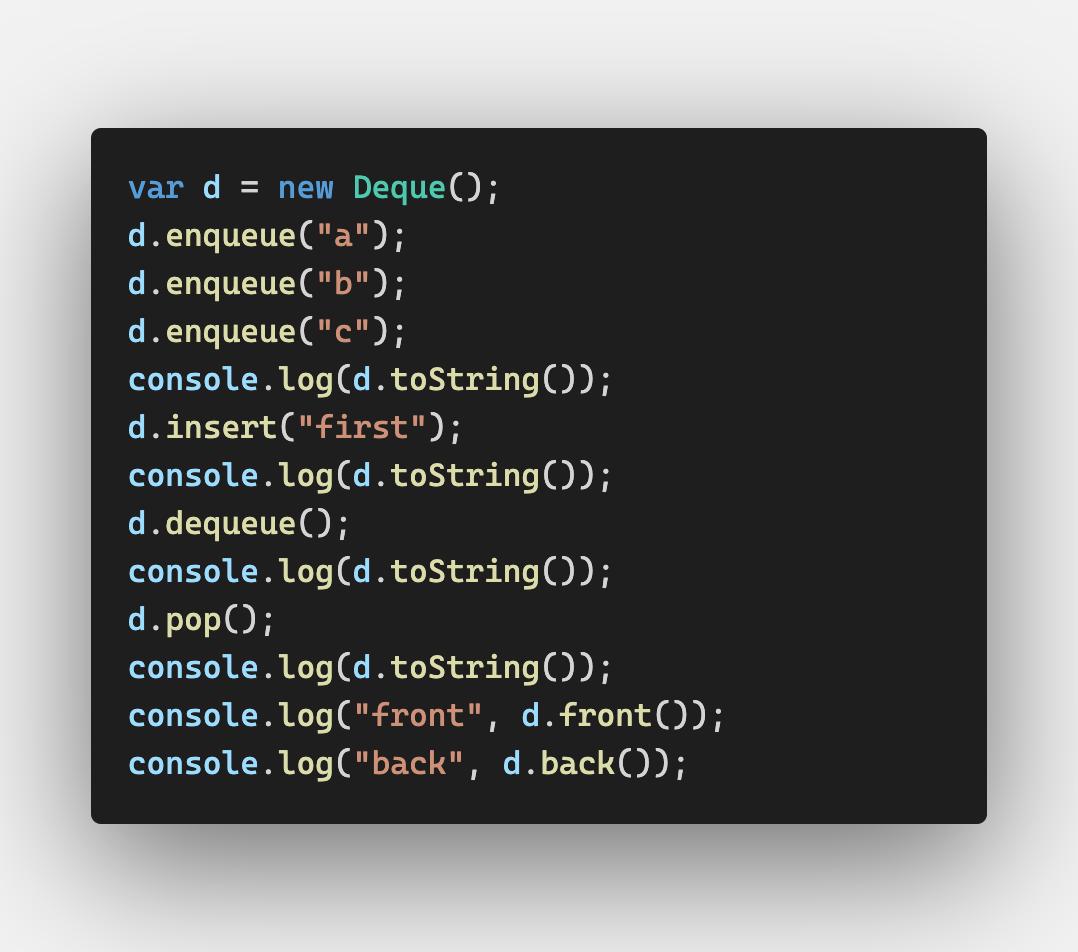 var d = new Deque();
d.enqueue("a");
d.enqueue("b");
d.enqueue("c");
console.log(d.toString());
d.insert("first");
console.log(d.toString());
d.dequeue();
console.log(d.toString());
d.pop();
console.log(d.toString());
console.log("front", d.front());
console.log("back", d.back());